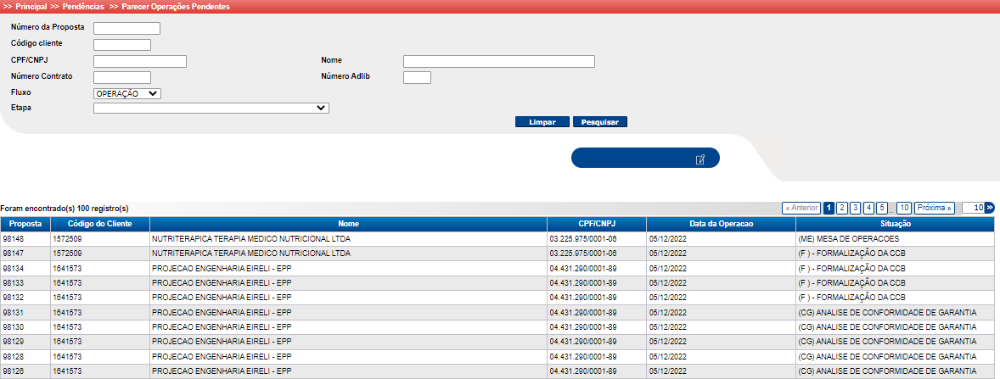 >> Principal >> Pendências >> Parecer Operações Pendentes
Número da Proposta
Código cliente
CPF/CNPJ Nome
Número Contrato Número Adlib
Fluxo OPERAÇÃO
Etapa
Limpar Pesquisar
Foram encontrado(s) 100 registro(s) « Anterior 1 2 3 4 5 .. 10 Próxima » 10 »
Proposta Código do Cliente Nome CPF/CNPJ Data da Operacao Situação
98148 1572509 NUTRITERAPICA TERAPIA MEDICO NUTRICIONAL LTDA 03.225.975/0001-06 05/12/2022 (ME) MESA DE OPERACOES
98147 1572509 NUTRITERAPICA TERAPIA MEDICO NUTRICIONAL LTDA 03.225.975/0001-06 05/12/2022 (F ) - FORMALIZAÇÃO DA CCB
98134 1641573 PROJECAO ENGENHARIA EIRELI - EPP 04.431.290/0001-89 05/12/2022 (F ) - FORMALIZAÇÃO DA CCB
98133 1641573 PROJECAO ENGENHARIA EIRELI - EPP 04.431.290/0001-89 05/12/2022 (F ) - FORMALIZAÇÃO DA CCB
98132 1641573 PROJECAO ENGENHARIA EIRELI - EPP 04.431.290/0001-89 05/12/2022 (F ) - FORMALIZAÇÃO DA CCB
98131 1641573 PROJECAO ENGENHARIA EIRELI - EPP 04.431.290/0001-89 05/12/2022 (CG) ANALISE DE CONFORMIDADE DE GARANTIA
98130 1641573 PROJECAO ENGENHARIA EIRELI - EPP 04.431.290/0001-89 05/12/2022 (CG) ANALISE DE CONFORMIDADE DE GARANTIA
98129 1641573 PROJECAO ENGENHARIA EIRELI - EPP 04.431.290/0001-89 05/12/2022 (CG) ANALISE DE CONFORMIDADE DE GARANTIA
98128 1641573 PROJECAO ENGENHARIA EIRELI - EPP 04.431.290/0001-89 05/12/2022 (CG) ANALISE DE CONFORMIDADE DE GARANTIA
98126 1641573 PROJECAO ENGENHARIA EIRELI - EPP 04.431.290/0001-89 05/12/2022 (CG) ANALISE DE CONFORMIDADE DE GARANTIA